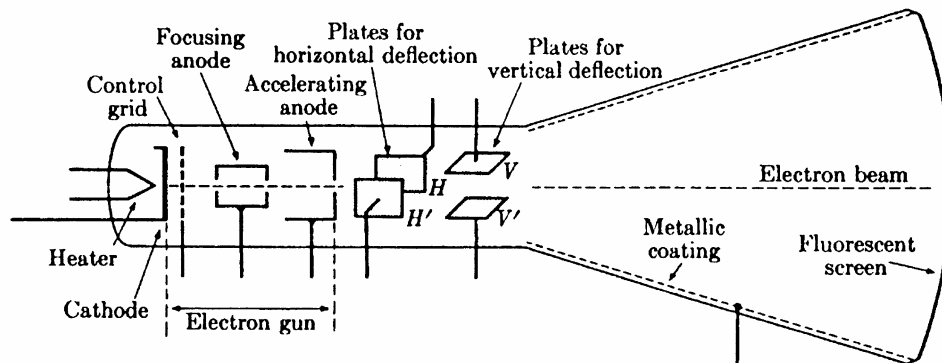 Focusing
anode
Plates for
horizontal deflection
Plates for
vertical deflection
Control
grid
Accelerating
anode
H
H′
V
V′
Electron beam
Heater
Cathode
Electron gun
Metallic
coating
Fluorescent
screen